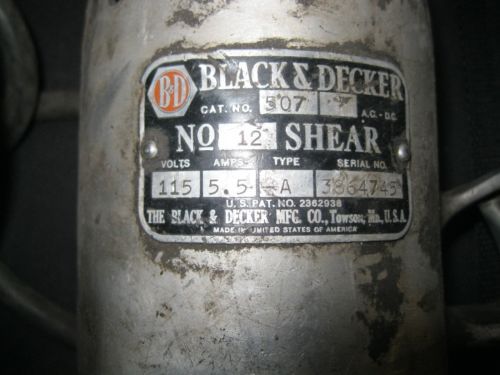 B&D BLACK & DECKER
CAT. NO. 507 A.C.-D.C.
No 12 SHEAR
VOLTS AMPS TYPE SERIAL NO.
115 5.5 A 3864745
U.S. PAT. NO. 2362938
THE BLACK & DECKER MFG. CO., TOWSON, MD., U.S.A.
MADE IN UNITED STATES OF AMERICA